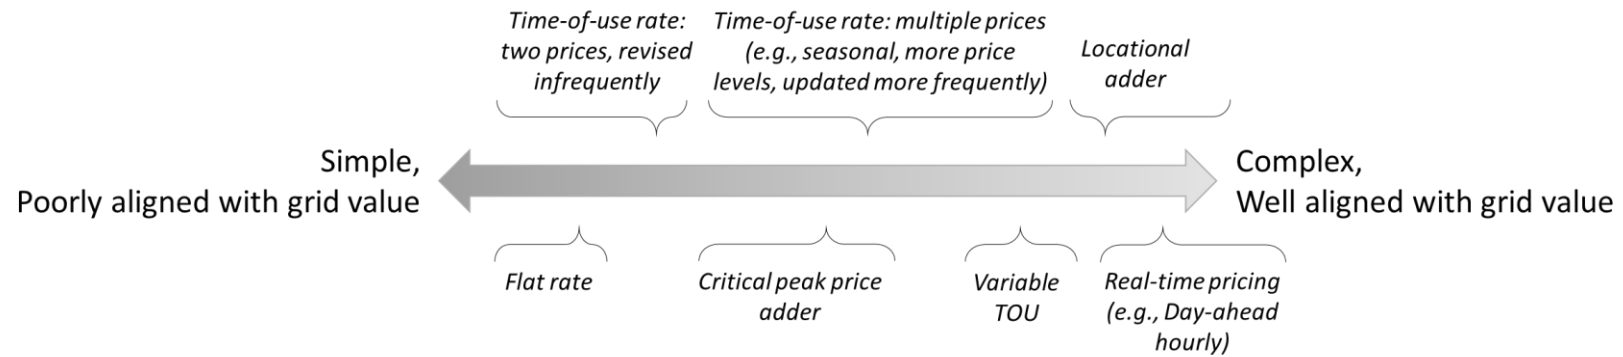 Time-of-use rate:
two prices, revised
infrequently
Time-of-use rate: multiple prices
(e.g., seasonal, more price
levels, updated more frequently)
Locational
adder
Simple,
Poorly aligned with grid value
Complex,
Well aligned with grid value
Flat rate
Critical peak price
adder
Variable
TOU
Real-time pricing
(e.g., Day-ahead
hourly)